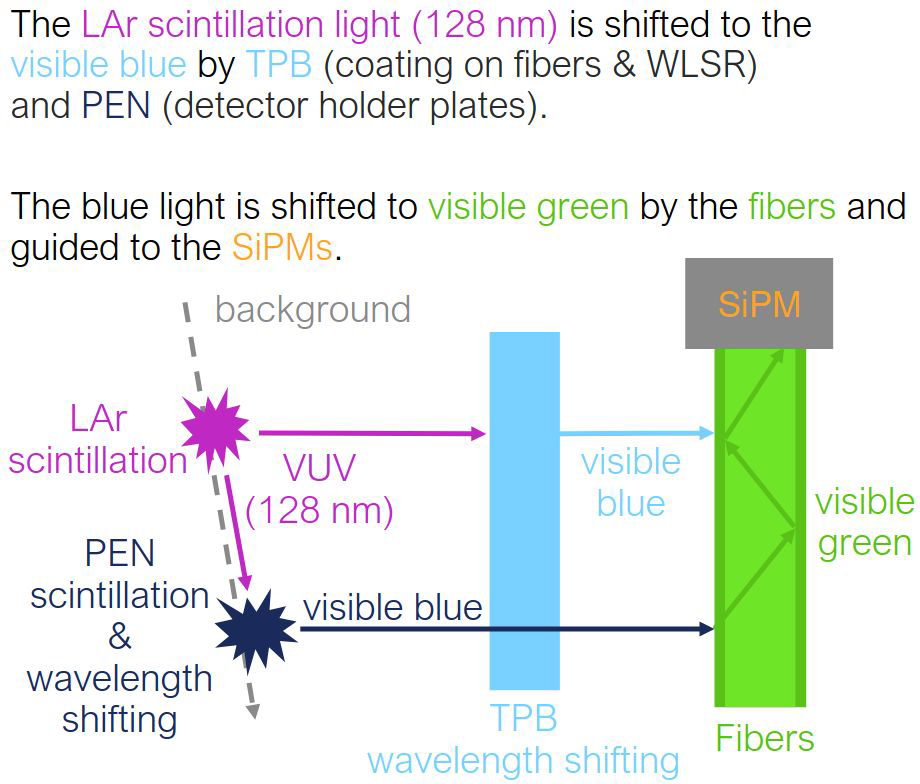 The LAr scintillation light (128 nm) is shifted to the
visible blue by TPB (coating on fibers & WLSR)
and PEN (detector holder plates).
The blue light is shifted to visible green by the fibers and
guided to the SiPMs.
background
SiPM
LAr
scintillation
VUV
(128 nm)
visible
blue
visible
green
PEN
scintillation
&
wavelength
shifting
visible blue
TPB
wavelength shifting
Fibers